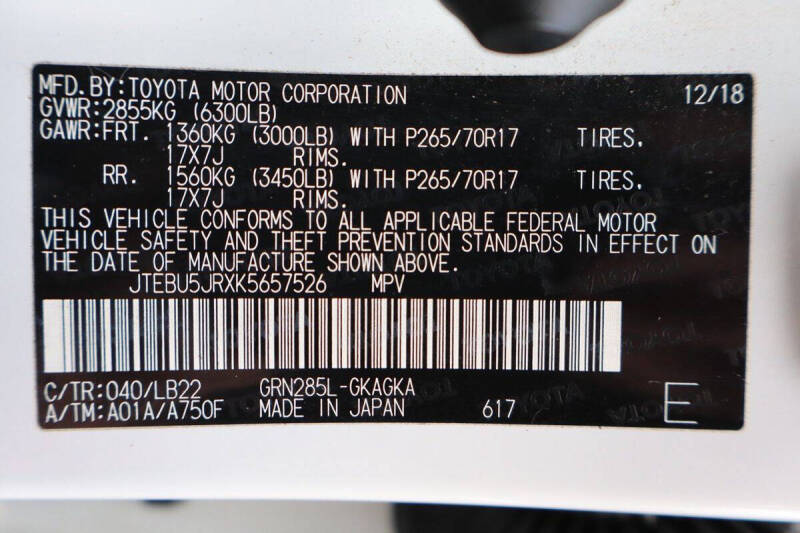 MFD.BY:TOYOTA MOTOR CORPORATION 12/18
GVWR:2855KG (6300LB)
GAWR:FRT. 1360KG (3000LB) WITH P265/70R17 TIRES.
17X7J RIMS.
RR. 1560KG (3450LB) WITH P265/70R17 TIRES.
17X7J RIMS.
THIS VEHICLE CONFORMS TO ALL APPLICABLE FEDERAL MOTOR
VEHICLE SAFETY AND THEFT PREVENTION STANDARDS IN EFFECT ON
THE DATE OF MANUFACTURE SHOWN ABOVE.
JTEBU5JRXK5657526 MPV
C/TR:040/LB22 GRN285L-GKAGKA
A/TM:A01A/A750F MADE IN JAPAN 617 E